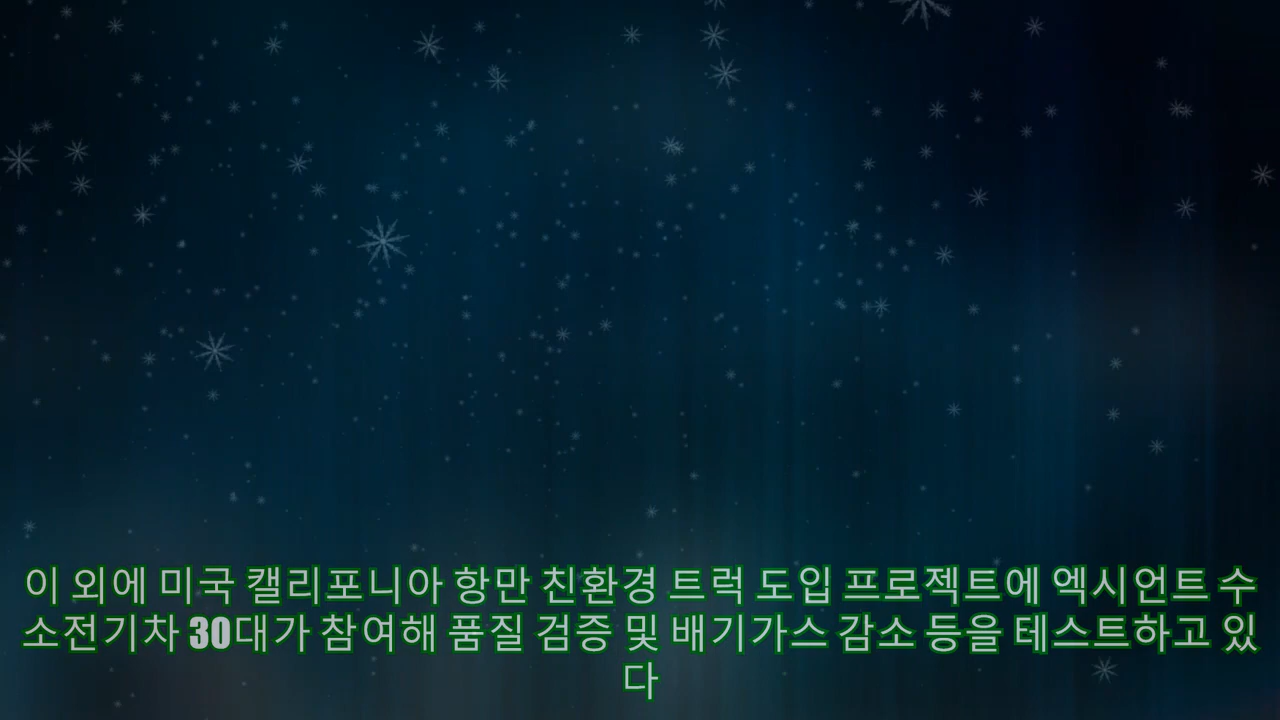 이 외에 미국 캘리포니아 항만 친환경 트럭 도입 프로젝트에 엑시언트 수
소전기차 30대가 참여해 품질 검증 및 배기가스 감소 등을 테스트하고 있
다